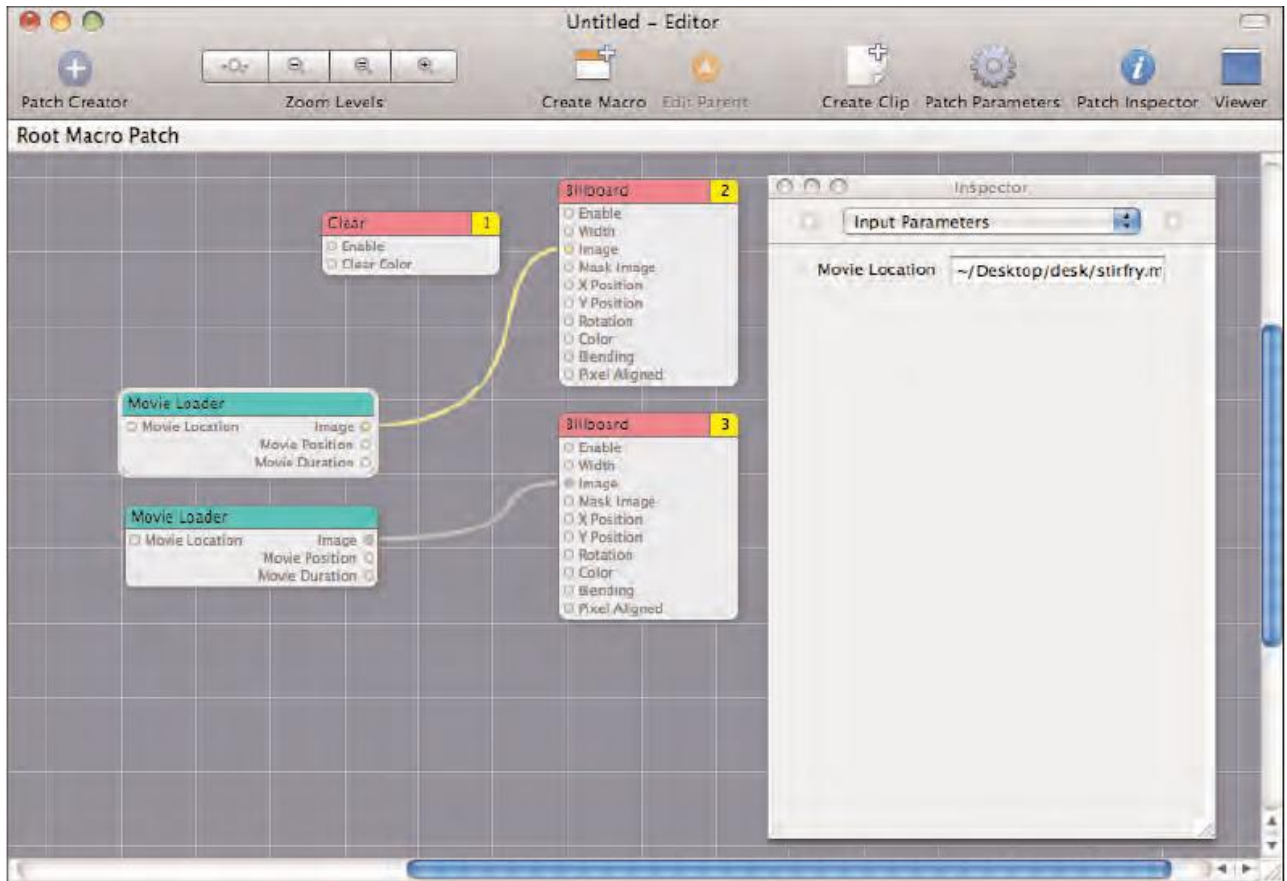 Untitled – Editor
Patch Creator
Zoom Levels
Create Macro
Edit Parent
Create Clip
Patch Parameters
Patch Inspector
Viewer
Root Macro Patch
Clear 1
Enable
Clear Color
Billboard 2
Enable
Width
Image
Mask Image
X Position
Y Position
Rotation
Color
Blending
Pixel Aligned
Movie Loader
Movie Location Image
Movie Position
Movie Duration
Movie Loader
Movie Location Image
Movie Position
Movie Duration
Billboard 3
Enable
Width
Image
Mask Image
X Position
Y Position
Rotation
Color
Blending
Pixel Aligned
Inspector
Input Parameters
Movie Location ~/Desktop/desk/stirfry.m